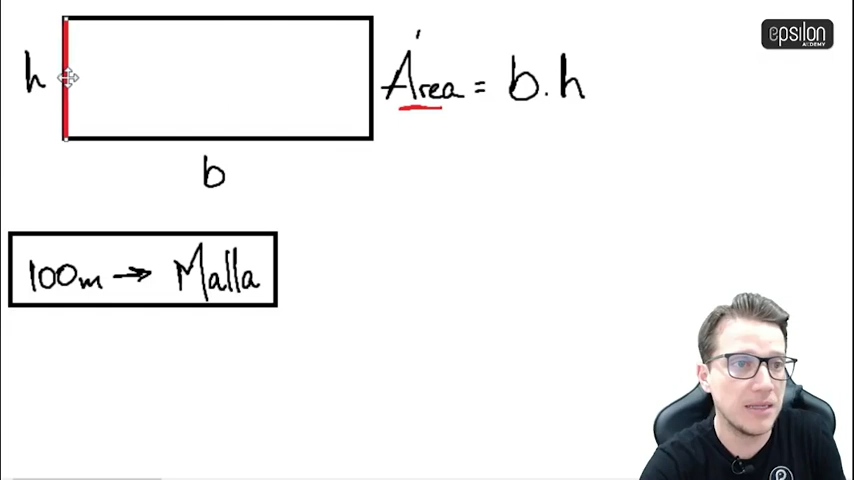 epsilon
ACADEMY
h
Área = b.h
b
100m → Malla